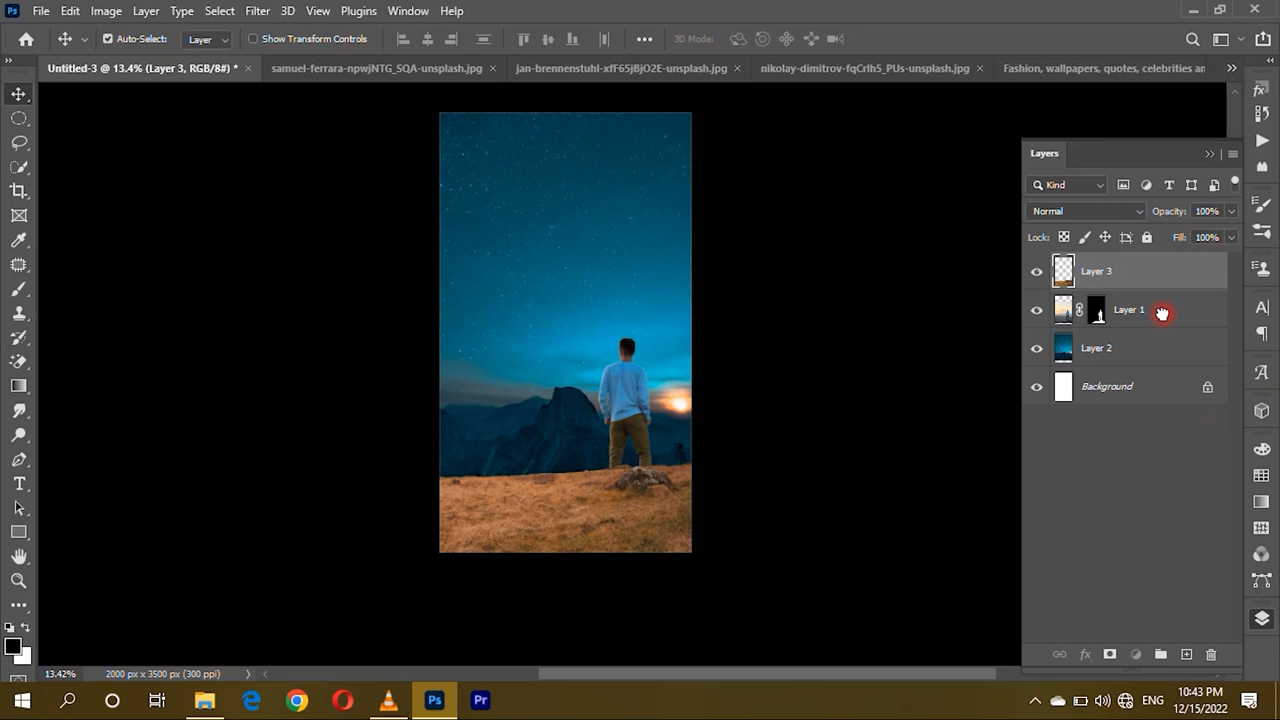 Ps File Edit Image Layer Type Select Filter 3D View Plugins Window Help
Auto-Select: Layer Show Transform Controls 3D Mode:
Untitled-3 @ 13.4% (Layer 3, RGB/8#) * samuel-ferrara-npwjNTG_SQA-unsplash.jpg jan-brennenstuhl-xfF65jBjO2E-unsplash.jpg nikolay-dimitrov-fqCrlh5_PUs-unsplash.jpg Fashion, wallpapers, quotes, celebrities an
Layers
Kind
Normal Opacity: 100%
Lock: Fill: 100%
Layer 3
Layer 1
Layer 2
Background
13.42% 2000 px x 3500 px (300 ppi)
Ps Pr ENG 10:43 PM
12/15/2022